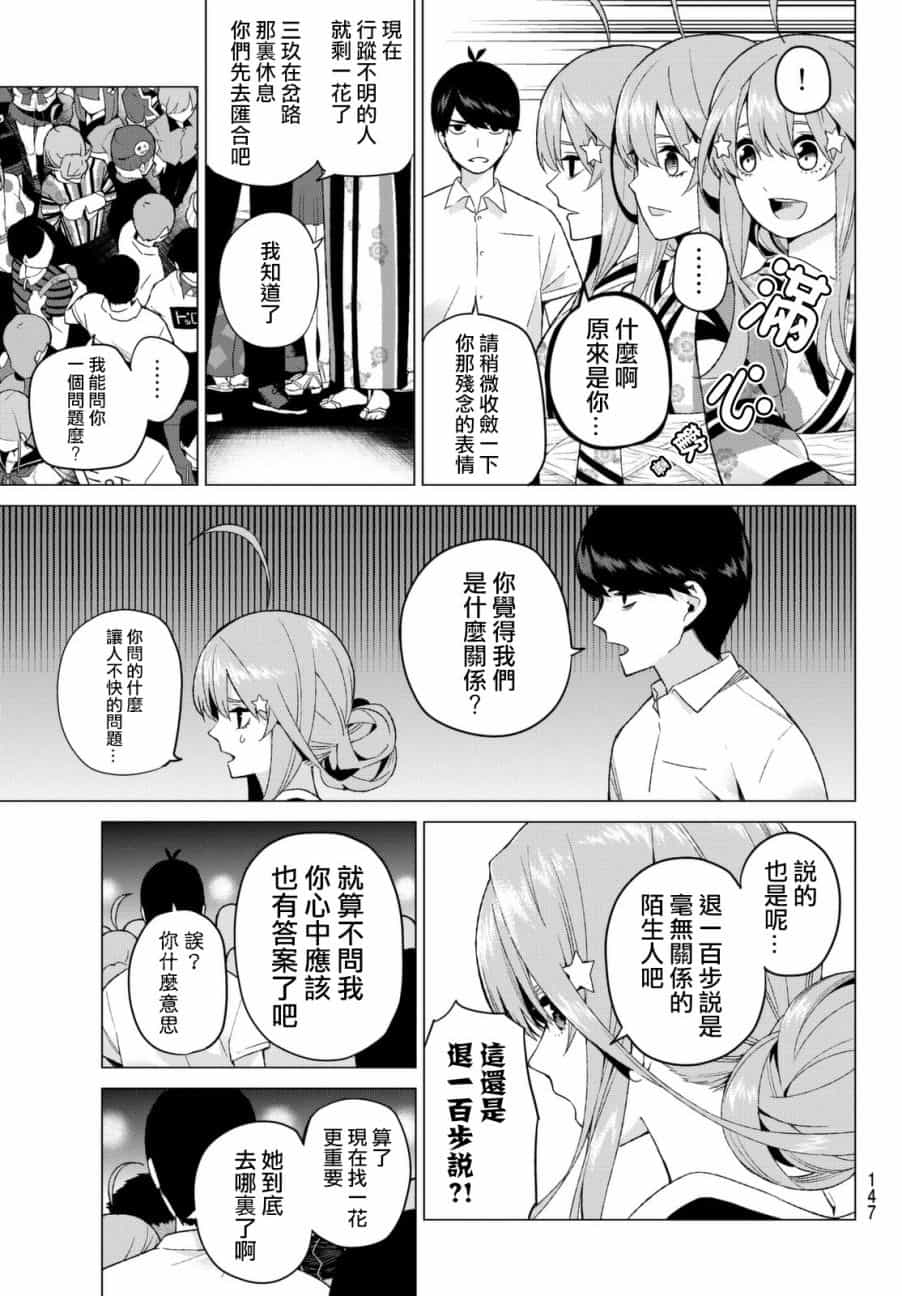 ！
滿
心
……
什麼啊
原來是你…
請稍微收斂一下
你那殘念的表情
現在
行蹤不明的人
就剩一花了
三玖在岔路
那裏休息
你們先去匯合吧
我知道了
……
我能問你
一個問題麼？
你覺得我們
是什麼關係？
你問的什麼
讓人不快的問題…
説的
也是呢…
退一百步説是
毫無關係的
陌生人吧
這還是
退一百步説?!
就算不問我
你心中應該
也有答案了吧
誒？
你什麼意思
算了
現在找一花
更重要
她到底
去哪裏了啊
147